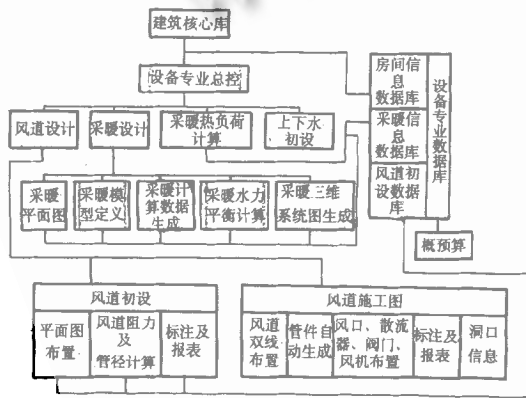 建筑核心库
设备专业总控
风道设计
采暖设计
采暖热负荷
计算
上下水
初设
房间信
息
数据库
采暖信
息
数据库
风道初
设数据
库
设备专业数据库
概预算
采暖
平面图
采暖模
型定义
采暖计
算数据
生成
采暖水力
平衡计算
采暖三维
系统图生成
风道初设
平面图
布置
风道阻力
及
管径计算
标注及
报表
风道施工图
风道
双线
布置
管件自
动生成
风口、散流
器、阀门、
风机布置
标注及
报表
洞口
信息